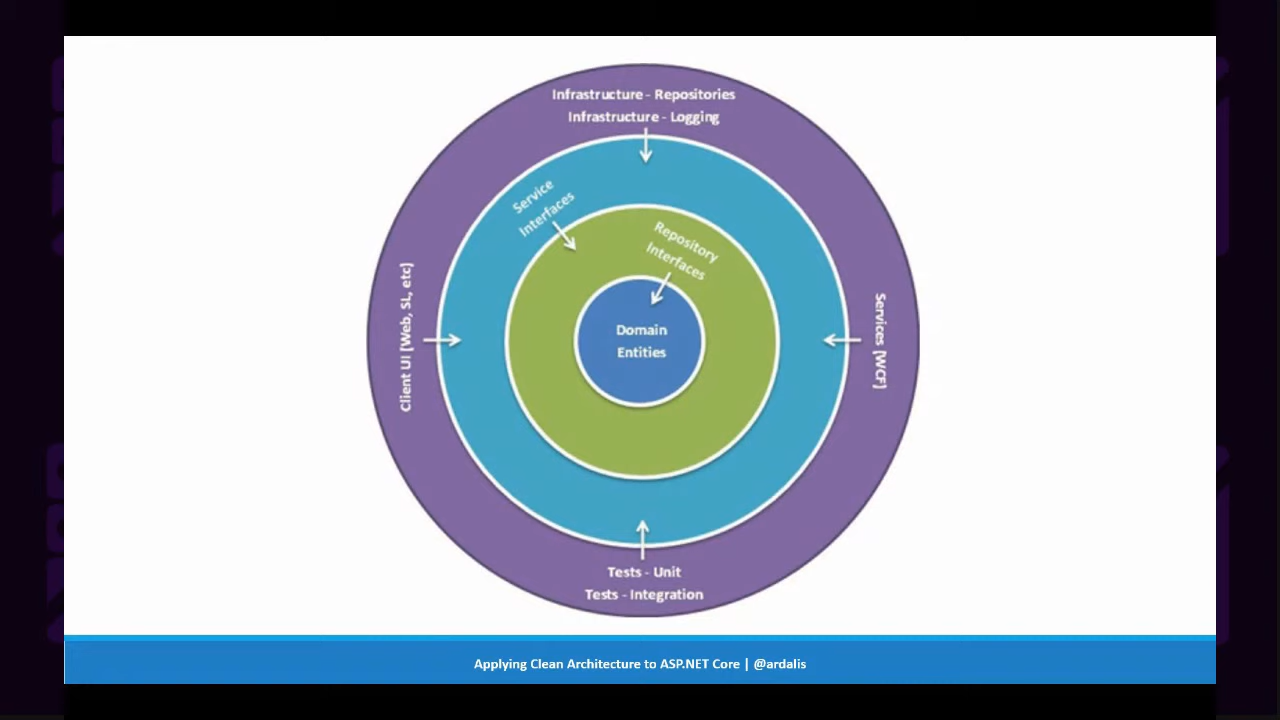 Infrastructure - Repositories
Infrastructure - Logging
Service
Interfaces
Repository
Interfaces
Client UI [Web, SL, etc]
Domain
Entities
Services [WCF]
Tests - Unit
Tests - Integration
Applying Clean Architecture to ASP.NET Core | @ardalis